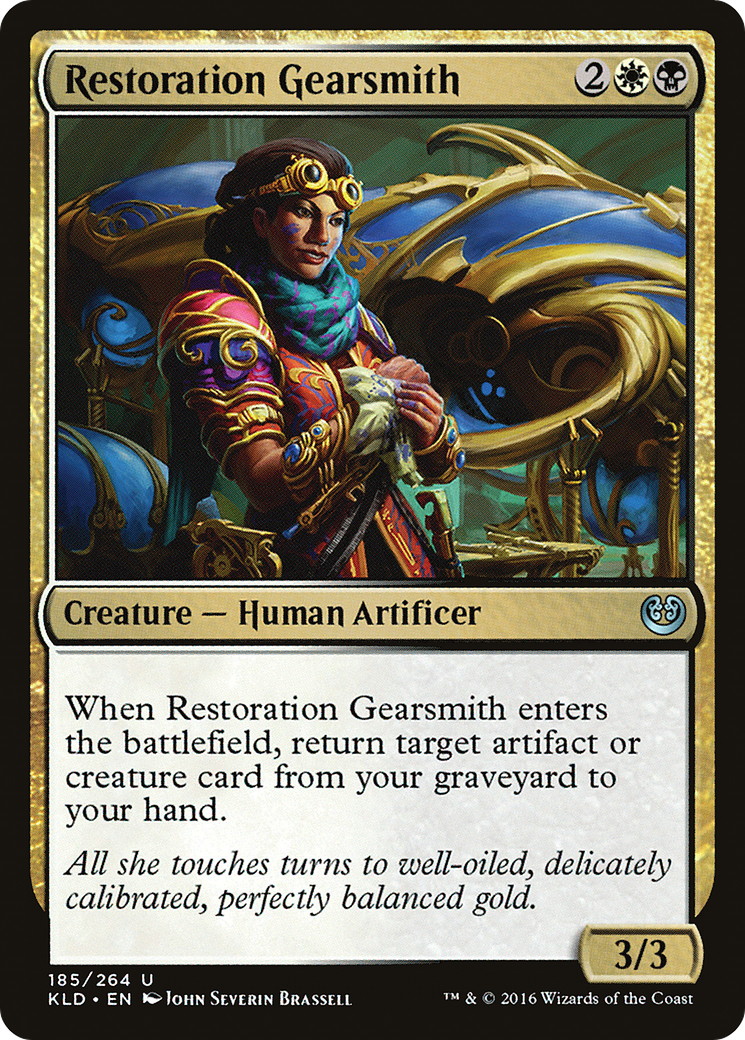 Restoration Gearsmith 2
Creature — Human Artificer
When Restoration Gearsmith enters
the battlefield, return target artifact or
creature card from your graveyard to
your hand.
All she touches turns to well-oiled, delicately
calibrated, perfectly balanced gold.
3/3
185/264 U
KLD • EN John Severin Brassell
™ & © 2016 Wizards of the Coast